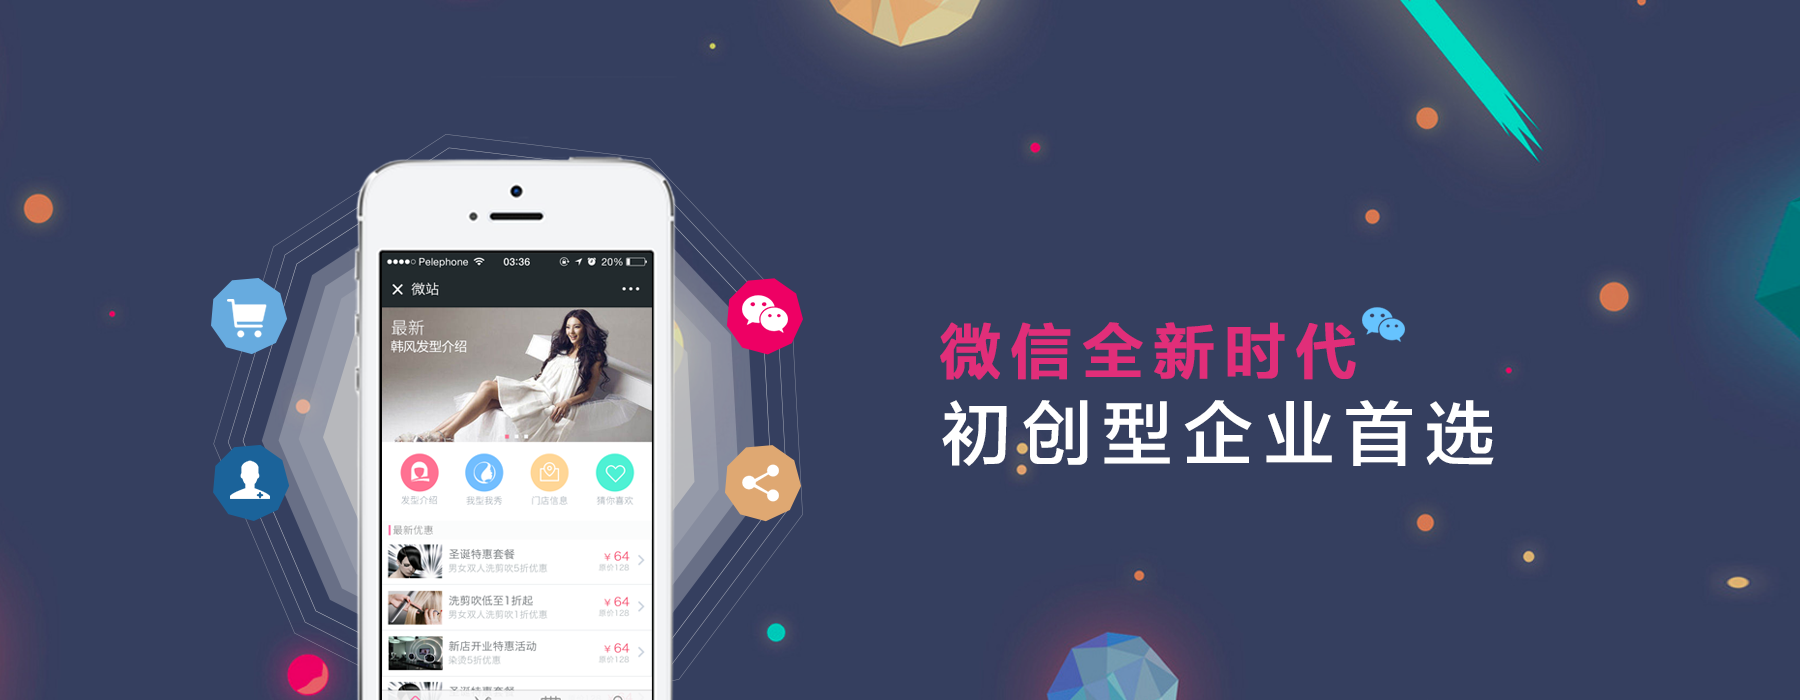 Pelephone 03:36 20%
微站
最新
韩风发型介绍
发型介绍 我型我秀 门店信息 猜你喜欢
最新优惠
圣诞特惠套餐 ¥ 64
男女双人洗剪吹5折优惠 原价128
洗剪吹低至1折起 ¥ 64
男女双人洗剪吹1折优惠 原价128
新店开业特惠活动 ¥ 64
染烫5折优惠 原价128
微信全新时代
初创型企业首选